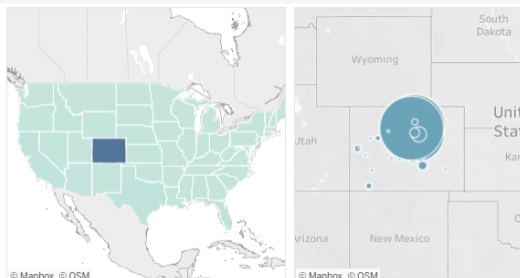 South
Dakota
Wyoming
Unit
Stat
Utah
Kan
Arizona
New Mexico
© Mapbox © OSM
© Mapbox © OSM